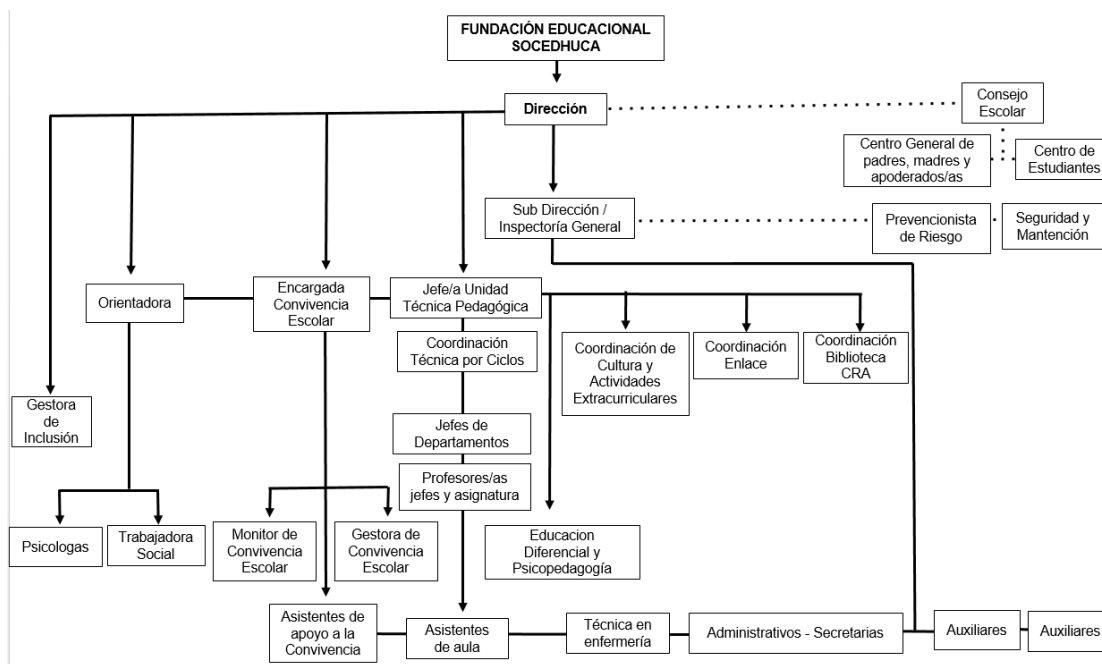 FUNDACIÓN EDUCACIONAL
SOCEDHUCA
Dirección
Consejo
Escolar
Centro General de
padres, madres y
apoderados/as
Centro de
Estudiantes
Sub Dirección /
Inspectoría General
Prevencionista
de Riesgo
Seguridad y
Mantención
Orientadora
Encargada
Convivencia
Escolar
Jefe/a Unidad
Técnica Pedagógica
Coordinación
Técnica por Ciclos
Coordinación de
Cultura y
Actividades
Extracurriculares
Coordinación
Enlace
Coordinación
Biblioteca
CRA
Gestora
de
Inclusión
Jefes de
Departamentos
Profesores/as
jefes y asignatura
Psicologas
Trabajadora
Social
Monitor de
Convivencia
Escolar
Gestora de
Convivencia
Escolar
Educacion
Diferencial y
Psicopedagogía
Asistentes de
apoyo a la
Convivencia
Asistentes
de aula
Técnica en
enfermería
Administrativos - Secretarias
Auxiliares
Auxiliares